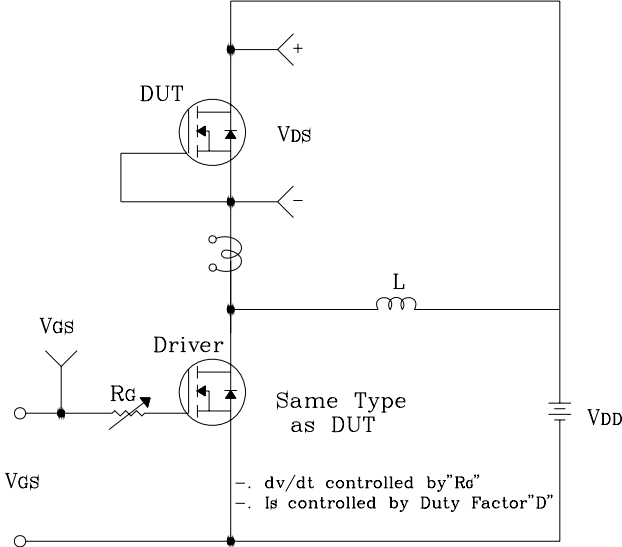 +
DUT
VDS
-
L
VGS
Driver
RG
Same Type
as DUT
VDD
VGS
-. dv/dt controlled by"RG"
-. Is controlled by Duty Factor"D"